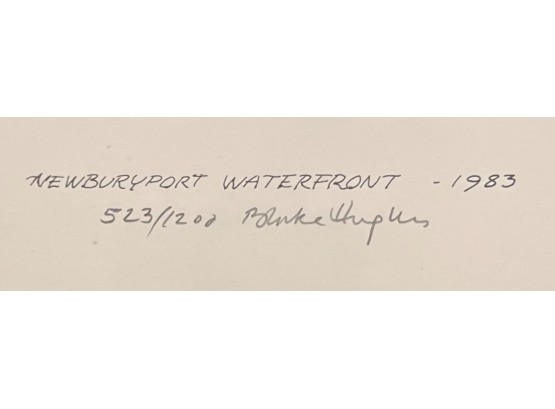 NEWBURYPORT WATERFRONT - 1983
523/1200 Blake Hughes